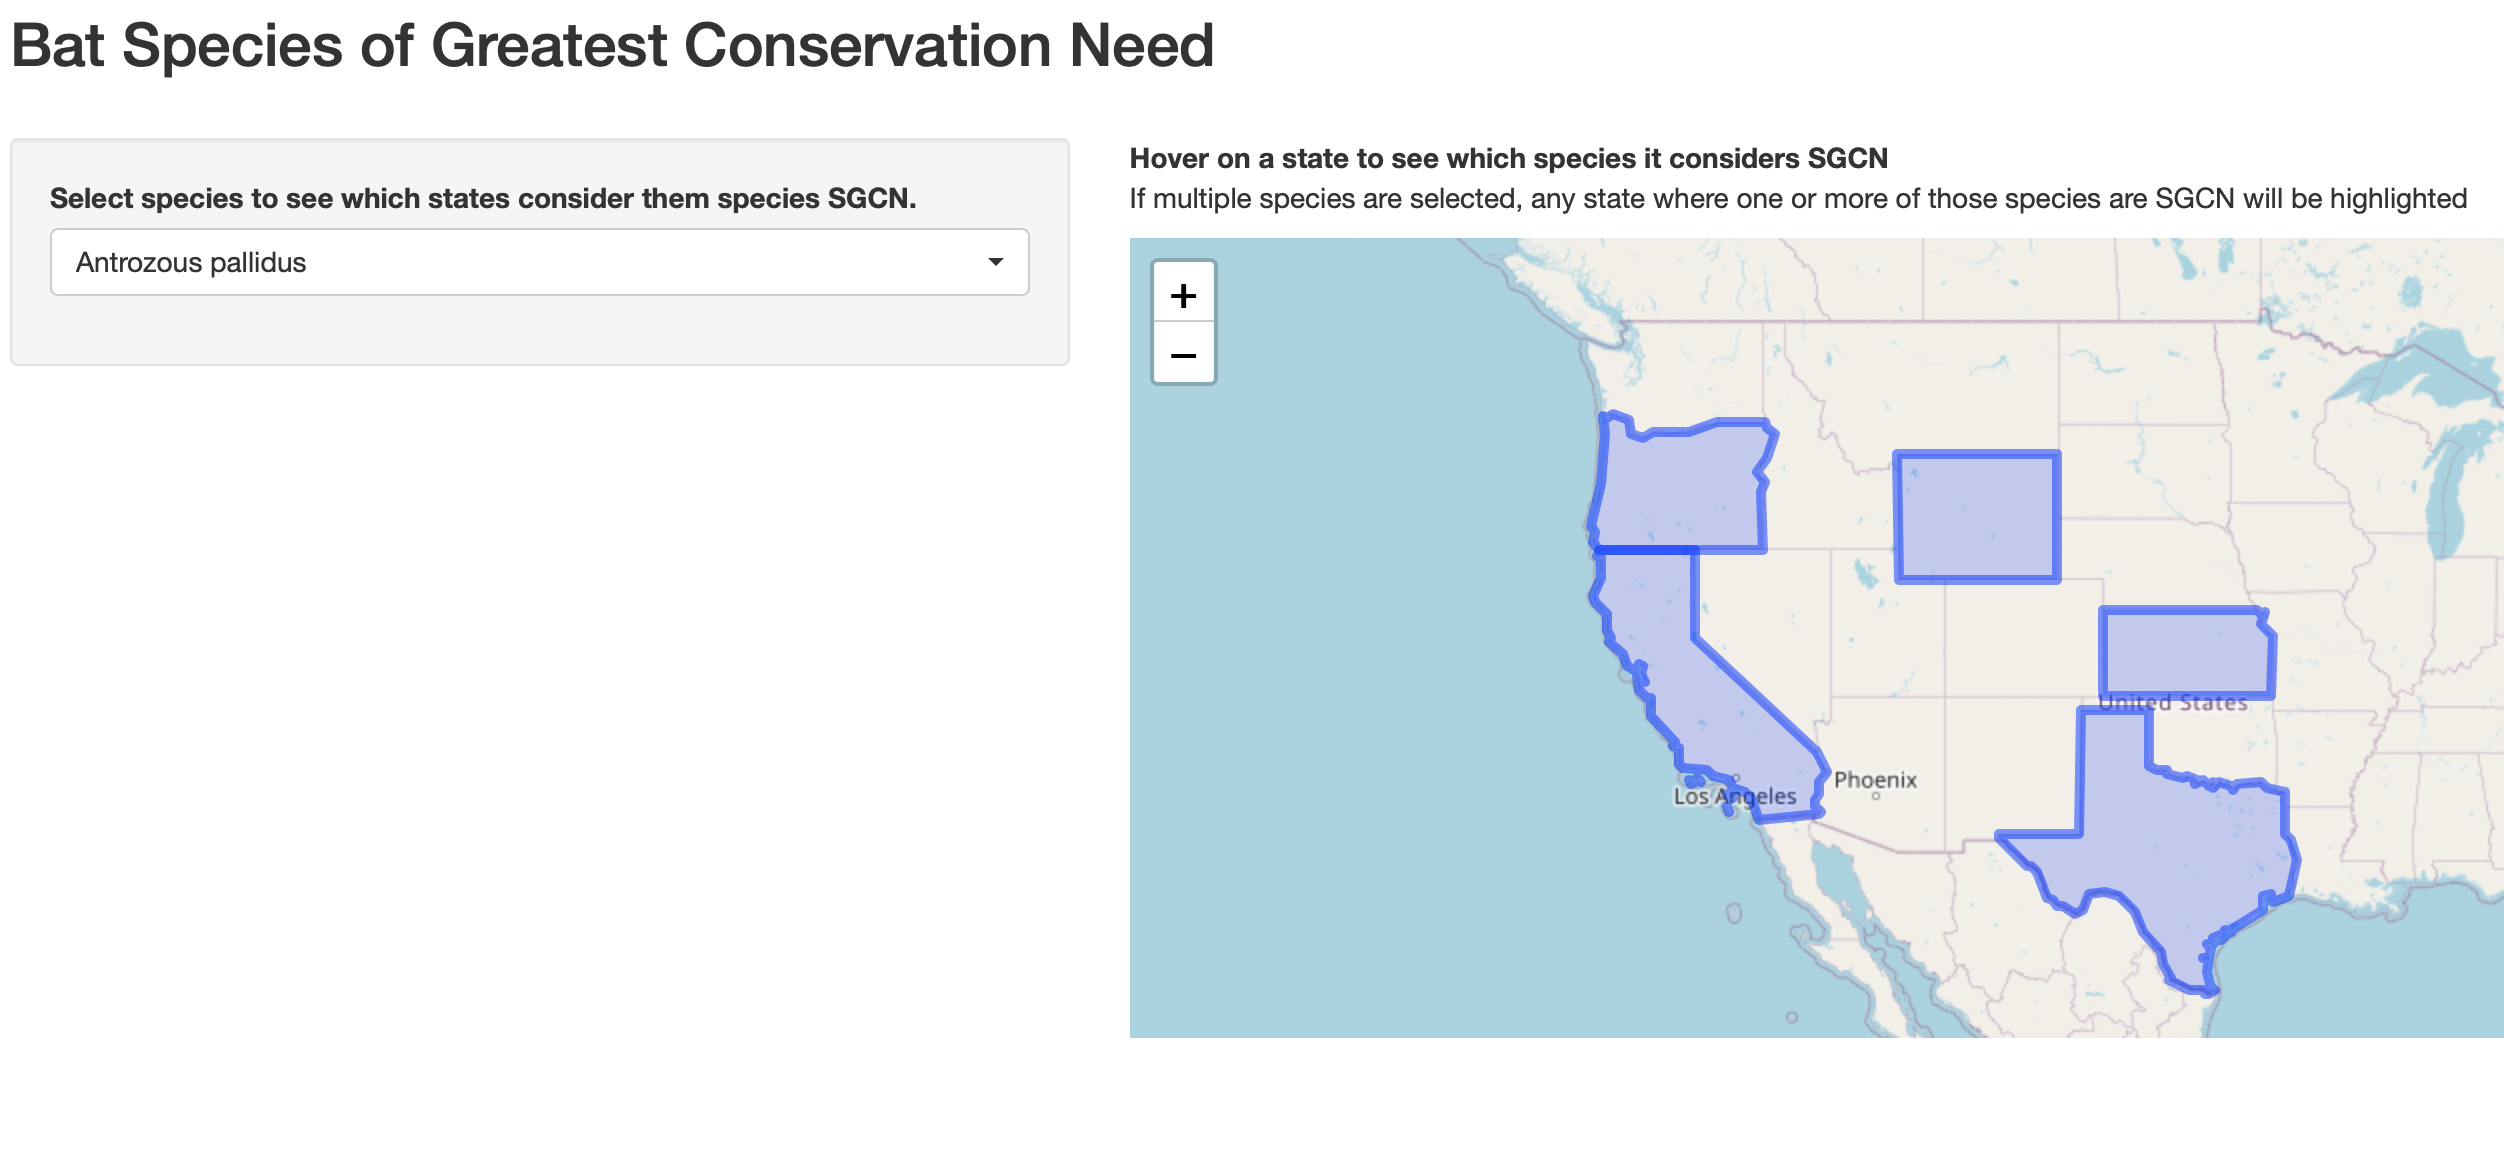 Bat Species of Greatest Conservation Need
Select species to see which states consider them species SGCN.
Antrozous pallidus
Hover on a state to see which species it considers SGCN
If multiple species are selected, any state where one or more of those species are SGCN will be highlighted
+
−
United States
Phoenix
Los Angeles